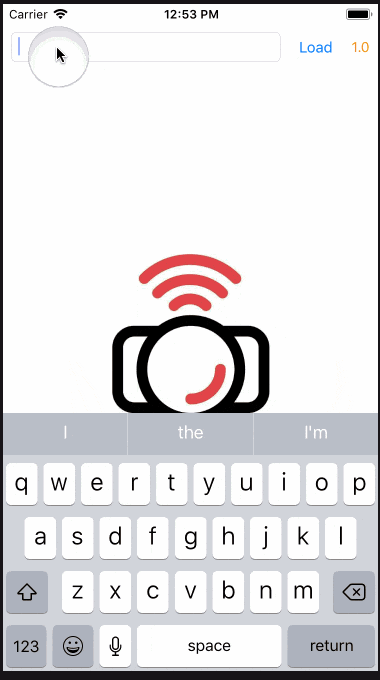 Carrier 12:53 PM
Load 1.0
I the I'm
q w e r t y u i o p
a s d f g h j k l
z x c v b n m
123 space return